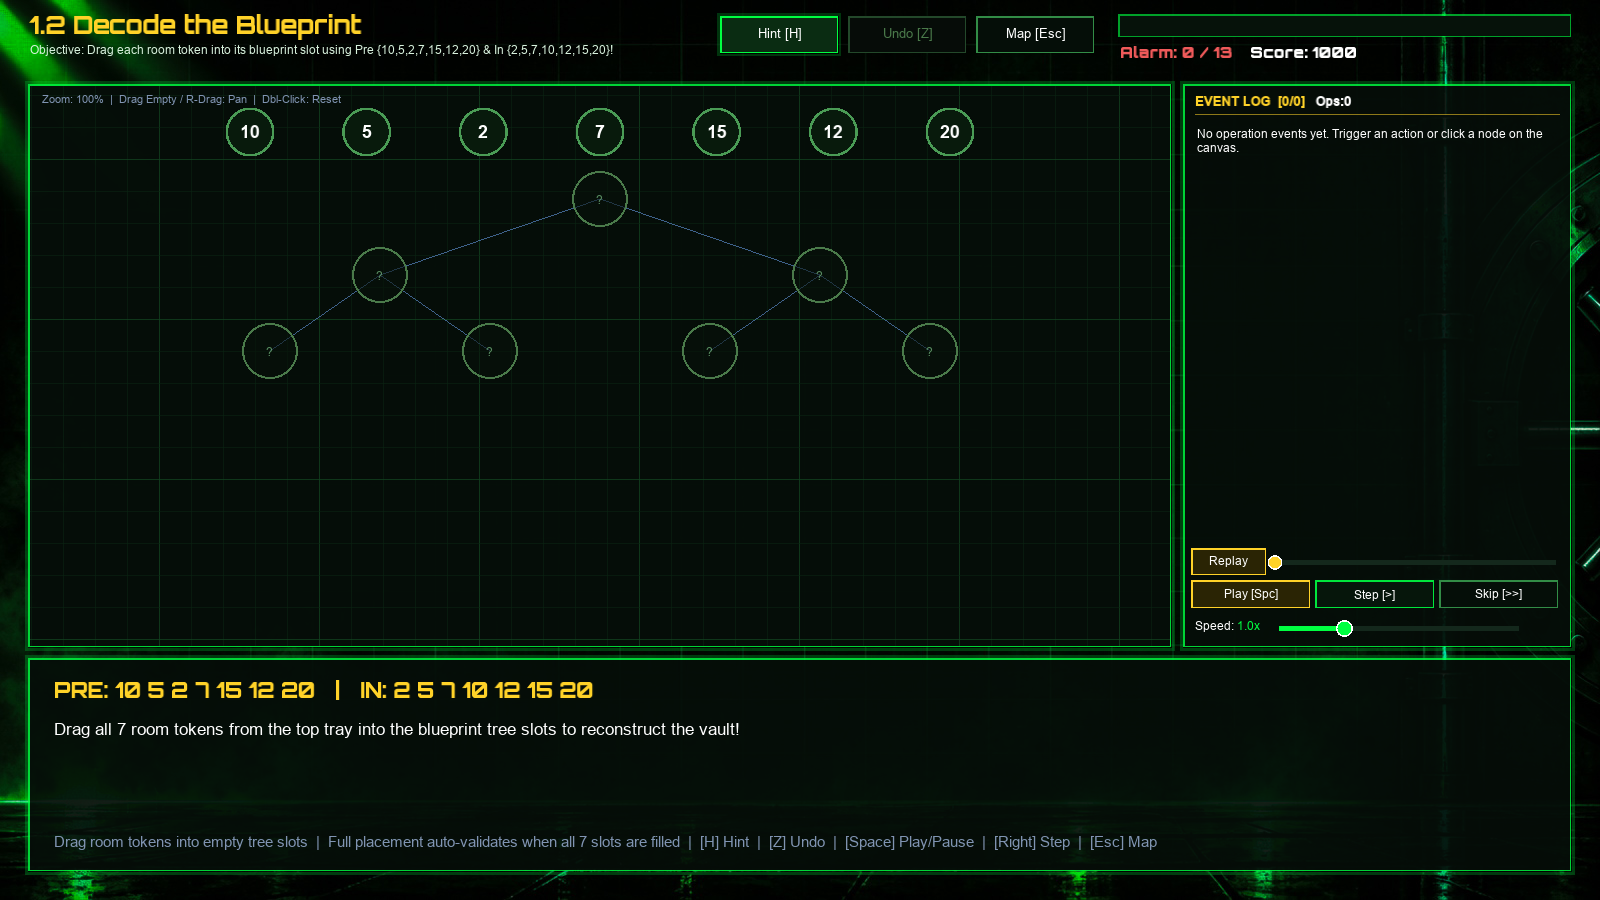 1.2 Decode the Blueprint
Objective: Drag each room token into its blueprint slot using Pre {10,5,2,7,15,12,20} & In {2,5,7,10,12,15,20}!
Hint [H]
Undo [Z]
Map [Esc]
Alarm: 0 / 13 Score: 1000
Zoom: 100% | Drag Empty / R-Drag: Pan | Dbl-Click: Reset
10 5 2 7 15 12 20
?
? ?
? ? ? ?
EVENT LOG [0/0] Ops:0
No operation events yet. Trigger an action or click a node on the
canvas.
Replay
Play [Spc] Step [>] Skip [>>]
Speed: 1.0x
PRE: 10 5 2 7 15 12 20 | IN: 2 5 7 10 12 15 20
Drag all 7 room tokens from the top tray into the blueprint tree slots to reconstruct the vault!
Drag room tokens into empty tree slots | Full placement auto-validates when all 7 slots are filled | [H] Hint | [Z] Undo | [Space] Play/Pause | [Right] Step | [Esc] Map